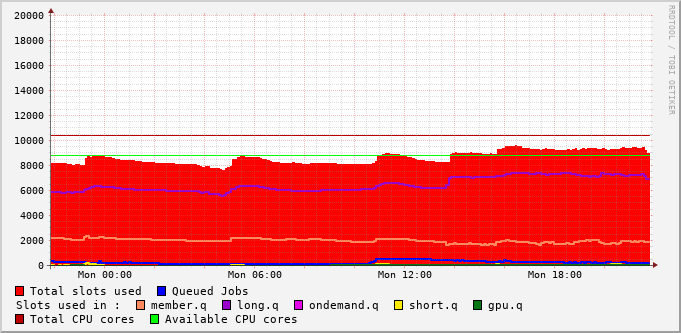 20000
18000
16000
14000
12000
10000
8000
6000
4000
2000
0
Mon 00:00 Mon 06:00 Mon 12:00 Mon 18:00
RRDTOOL / TOBI OETIKER
Total slots used Queued Jobs
Slots used in : member.q long.q ondemand.q short.q gpu.q
Total CPU cores Available CPU cores